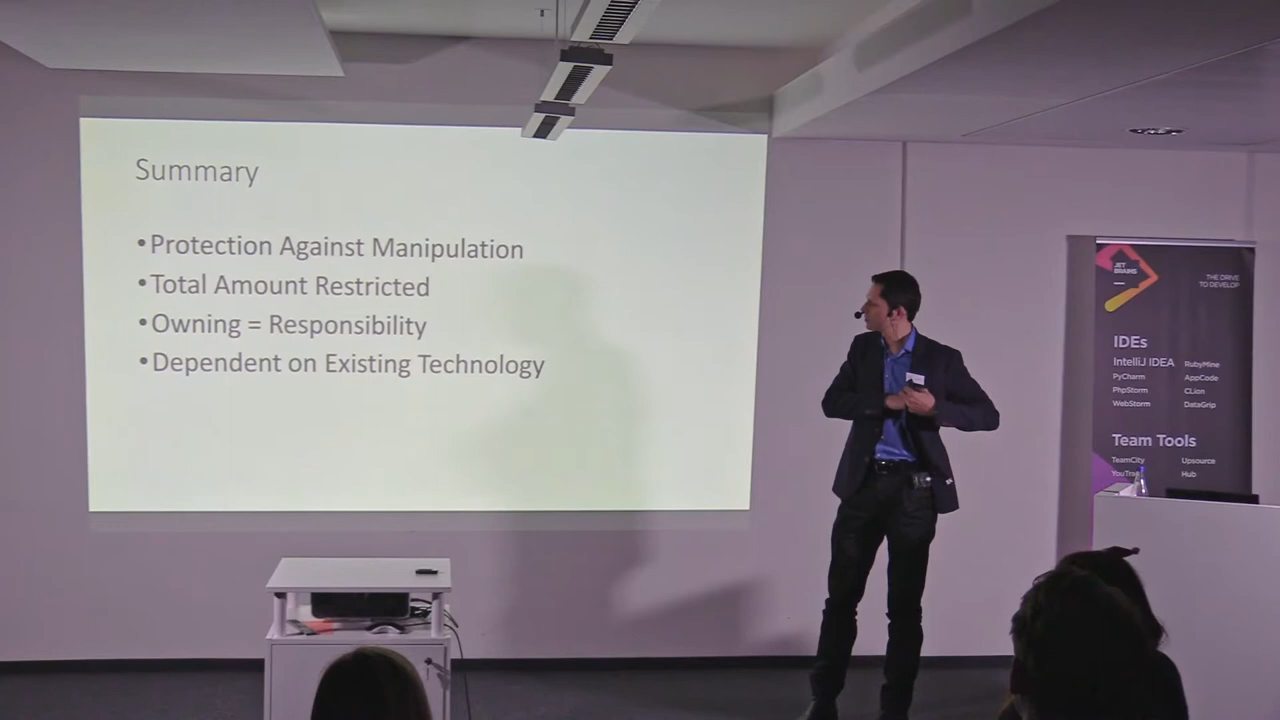 Summary
•Protection Against Manipulation
•Total Amount Restricted
•Owning = Responsibility
•Dependent on Existing Technology
JET
BRAINS
THE DRIVE
TO DEVELOP
IDEs
IntelliJ IDEA RubyMine
PyCharm AppCode
PhpStorm CLion
WebStorm DataGrip
Team Tools
TeamCity Upsource
Hub